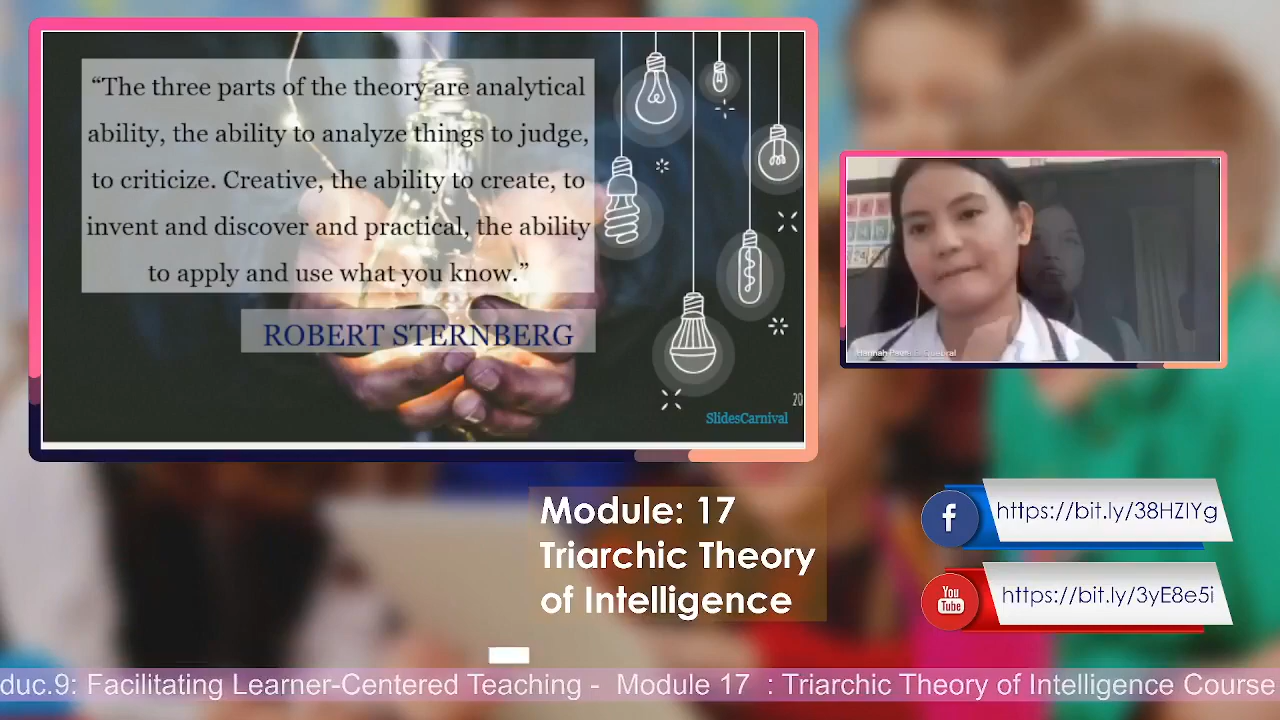 “The three parts of the theory are analytical
ability, the ability to analyze things to judge,
to criticize. Creative, the ability to create, to
invent and discover and practical, the ability
to apply and use what you know.”
ROBERT STERNBERG
20
SlidesCarnival
Hannah
Module: 17
Triarchic Theory
of Intelligence
f
https://bit.ly/38HZIYg
You
Tube
https://bit.ly/3yE8e5i
duc.9: Facilitating Learner-Centered Teaching - Module 17 : Triarchic Theory of Intelligence Course